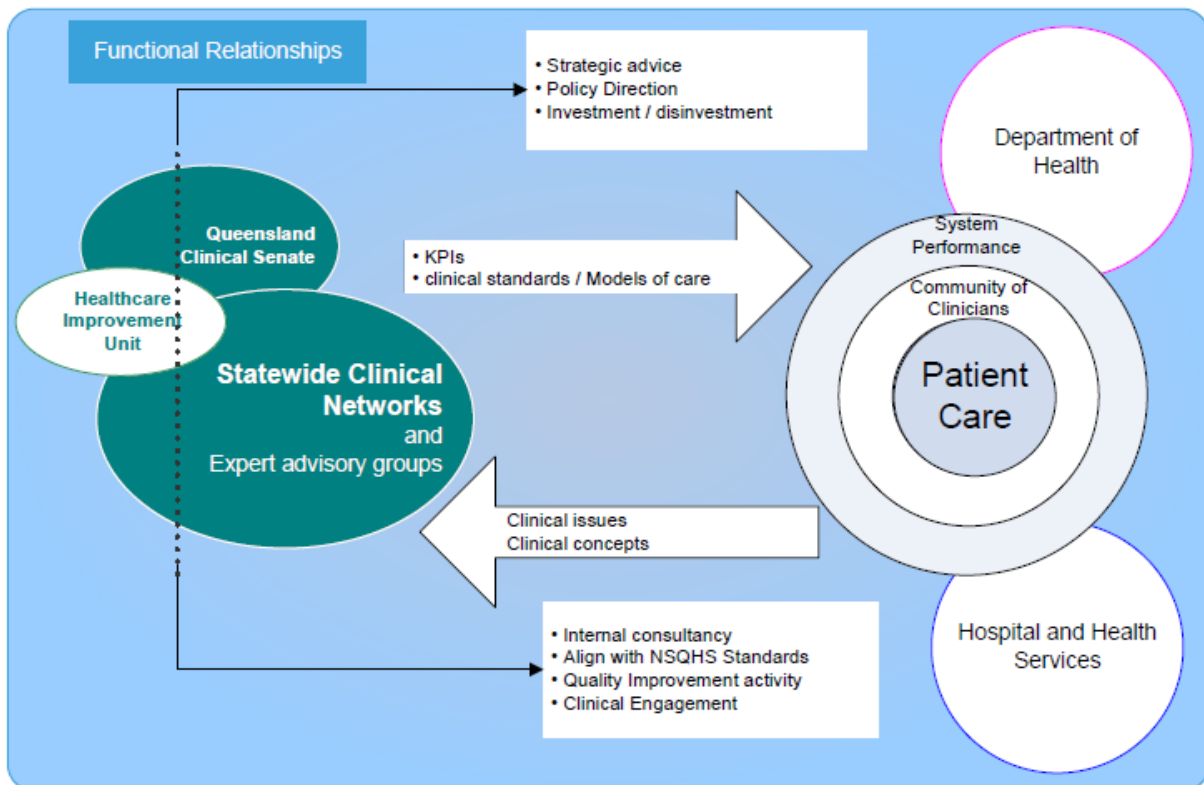 Functional Relationships
• Strategic advice
• Policy Direction
• Investment / disinvestment
Department of
Health
Queensland
Clinical Senate
Healthcare
Improvement
Unit
Statewide Clinical
Networks
and
Expert advisory groups
• KPIs
• clinical standards / Models of care
System
Performance
Community of
Clinicians
Patient
Care
Clinical issues
Clinical concepts
• Internal consultancy
• Align with NSQHS Standards
• Quality Improvement activity
• Clinical Engagement
Hospital and Health
Services